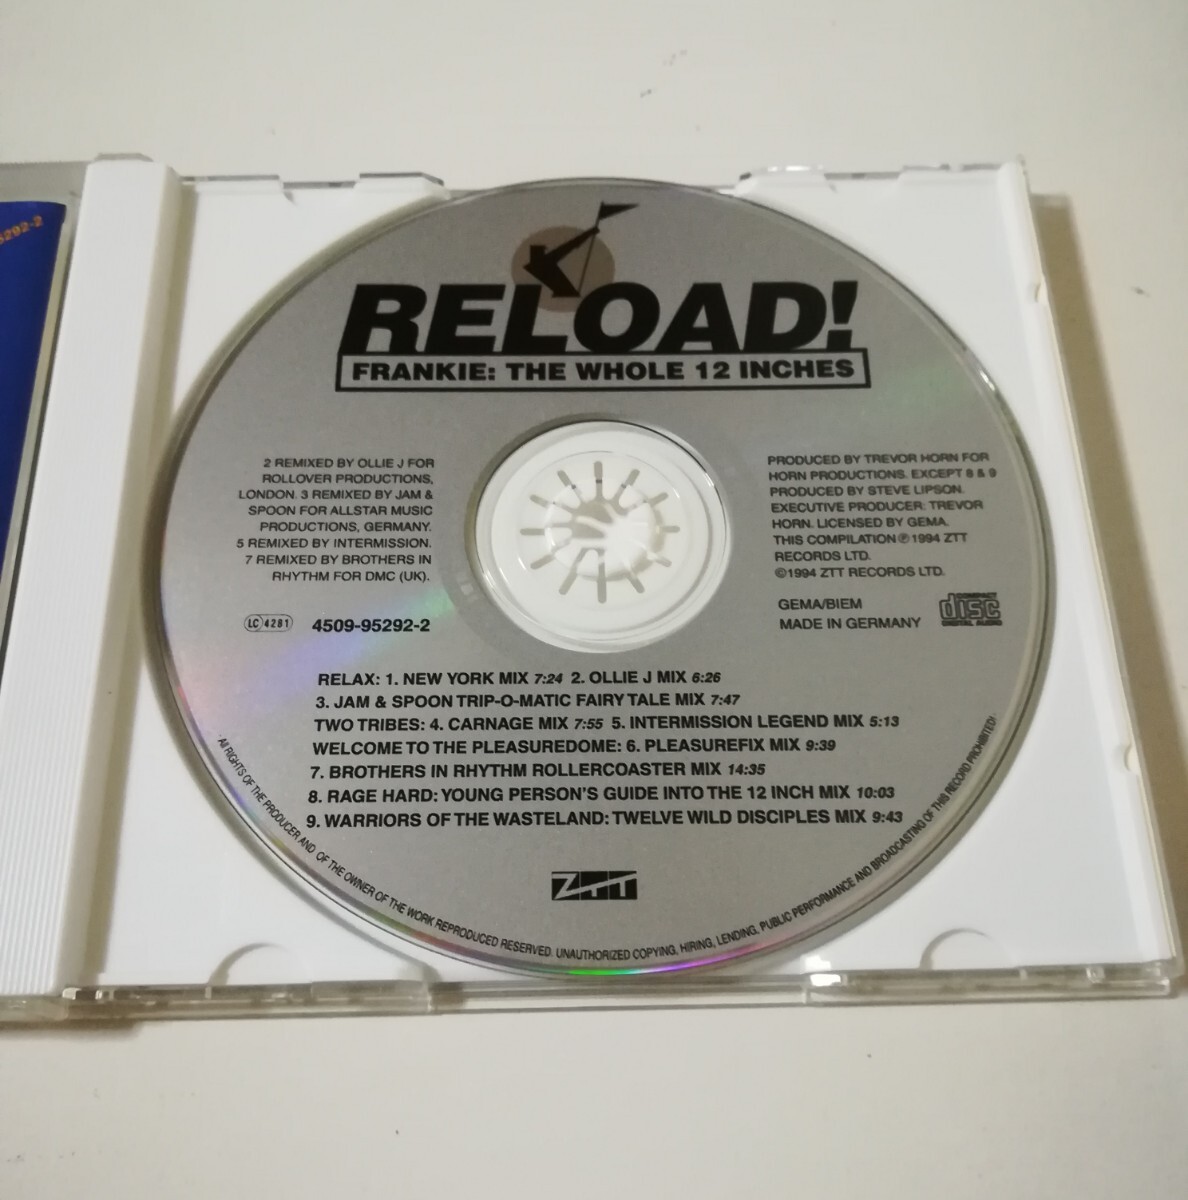 5292-2
RELOAD!
FRANKIE: THE WHOLE 12 INCHES
2 REMIXED BY OLLIE J FOR
ROLLOVER PRODUCTIONS,
LONDON. 3 REMIXED BY JAM &
SPOON FOR ALLSTAR MUSIC
PRODUCTIONS, GERMANY.
5 REMIXED BY INTERMISSION.
7 REMIXED BY BROTHERS IN
RHYTHM FOR DMC (UK).
LC 4281
4509-95292-2
PRODUCED BY TREVOR HORN FOR
HORN PRODUCTIONS. EXCEPT 8 & 9
PRODUCED BY STEVE LIPSON.
EXECUTIVE PRODUCER: TREVOR
HORN. LICENSED BY GEMA.
THIS COMPILATION ℗ 1994 ZTT
RECORDS LTD.
©1994 ZTT RECORDS LTD.
GEMA/BIEM
MADE IN GERMANY
COMPACT
disc
DIGITAL AUDIO
RELAX: 1. NEW YORK MIX 7:24 2. OLLIE J MIX 6:26
3. JAM & SPOON TRIP-O-MATIC FAIRY TALE MIX 7:47
TWO TRIBES: 4. CARNAGE MIX 7:55 5. INTERMISSION LEGEND MIX 5:13
WELCOME TO THE PLEASUREDOME: 6. PLEASUREFIX MIX 9:39
7. BROTHERS IN RHYTHM ROLLERCOASTER MIX 14:35
8. RAGE HARD: YOUNG PERSON'S GUIDE INTO THE 12 INCH MIX 10:03
9. WARRIORS OF THE WASTELAND: TWELVE WILD DISCIPLES MIX 9:43
ZTT
All RIGHTS OF THE PRODUCER AND OF THE OWNER OF THE WORK REPRODUCED RESERVED. UNAUTHORIZED COPYING, HIRING, LENDING, PUBLIC PERFORMANCE AND BROADCASTING OF THIS RECORD PROHIBITED!